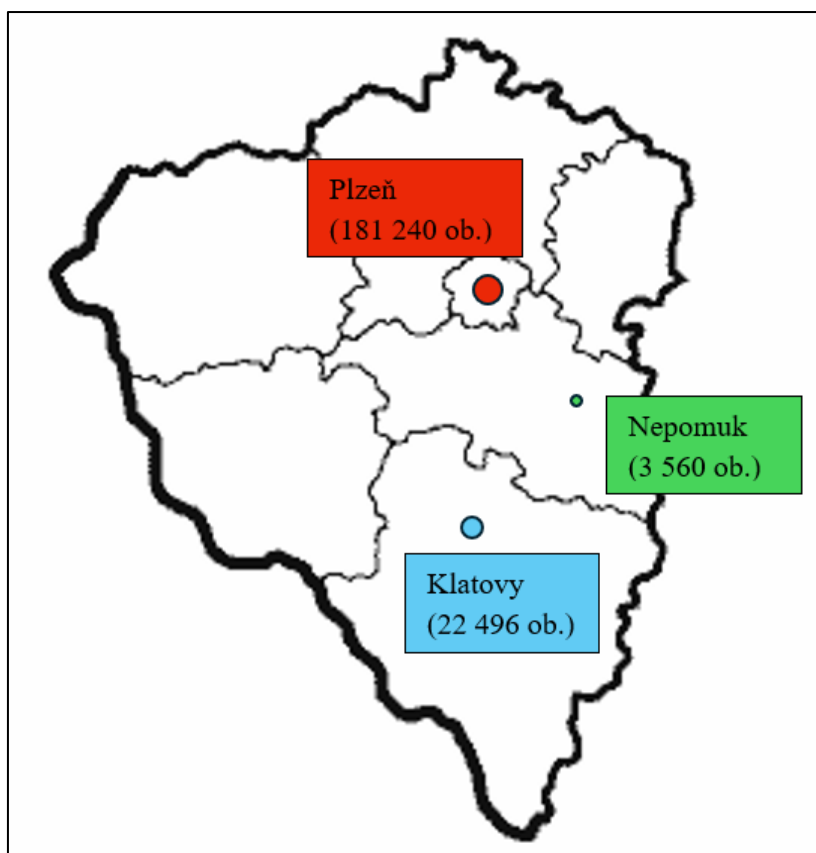 Plzeň
(181 240 ob.)
Nepomuk
(3 560 ob.)
Klatovy
(22 496 ob.)